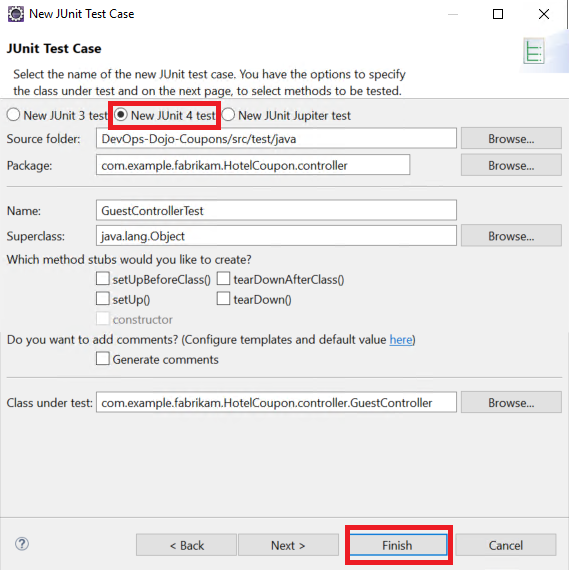 New JUnit Test Case
JUnit Test Case
Select the name of the new JUnit test case. You have the options to specify
the class under test and on the next page, to select methods to be tested.
New JUnit 3 test New JUnit 4 test New JUnit Jupiter test
Source folder: DevOps-Dojo-Coupons/src/test/java Browse...
Package: com.example.fabrikam.HotelCoupon.controller Browse...
Name: GuestControllerTest
Superclass: java.lang.Object Browse...
Which method stubs would you like to create?
setUpBeforeClass() tearDownAfterClass()
setUp() tearDown()
constructor
Do you want to add comments? (Configure templates and default value here)
Generate comments
Class under test: com.example.fabrikam.HotelCoupon.controller.GuestController Browse...
? < Back Next > Finish Cancel